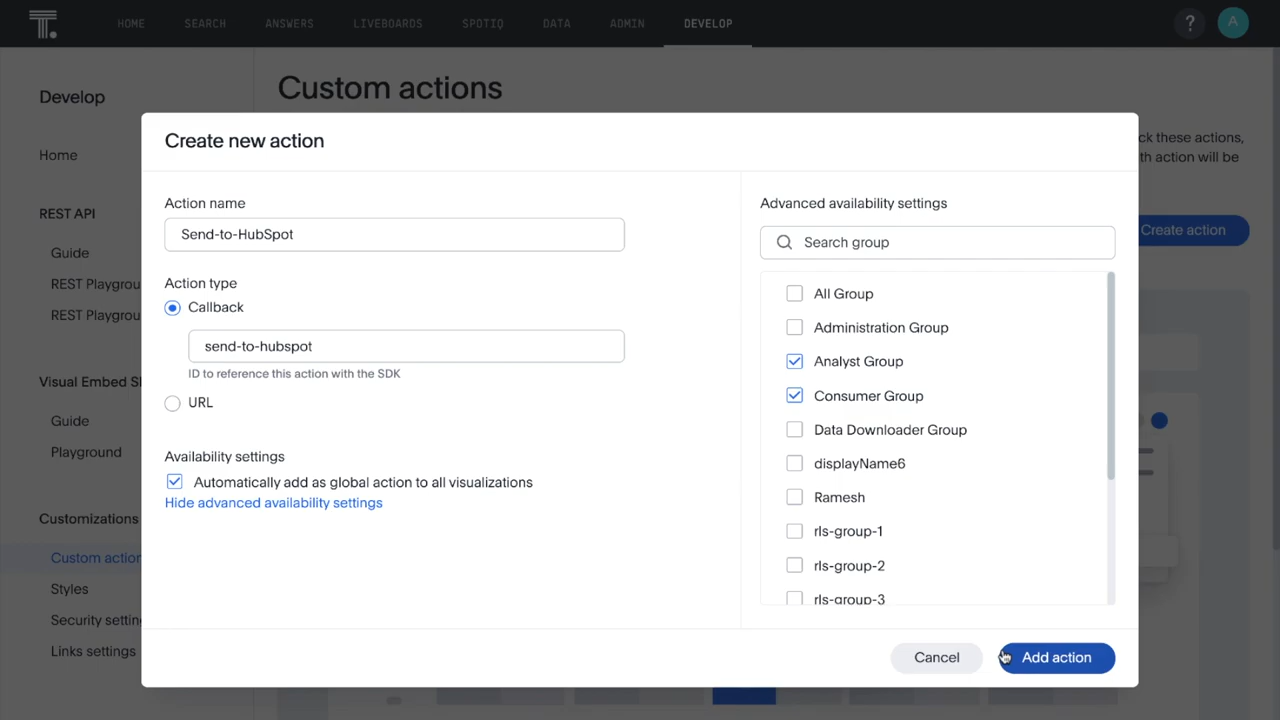 T.
HOME SEARCH ANSWERS LIVEBOARDS SPOTIQ DATA ADMIN DEVELOP
? A
Develop
Home
REST API
Guide
REST Playgrou
REST Playgrou
Visual Embed S
Guide
Playground
Customizations
Custom action
Styles
Security settin
Links settings
Custom actions
ck these actions,
th action will be
Create action
Create new action
Action name
Send-to-HubSpot
Action type
Callback
send-to-hubspot
ID to reference this action with the SDK
URL
Availability settings
Automatically add as global action to all visualizations
Hide advanced availability settings
Advanced availability settings
Search group
All Group
Administration Group
Analyst Group
Consumer Group
Data Downloader Group
displayName6
Ramesh
rls-group-1
rls-group-2
rls-group-3
Cancel
Add action